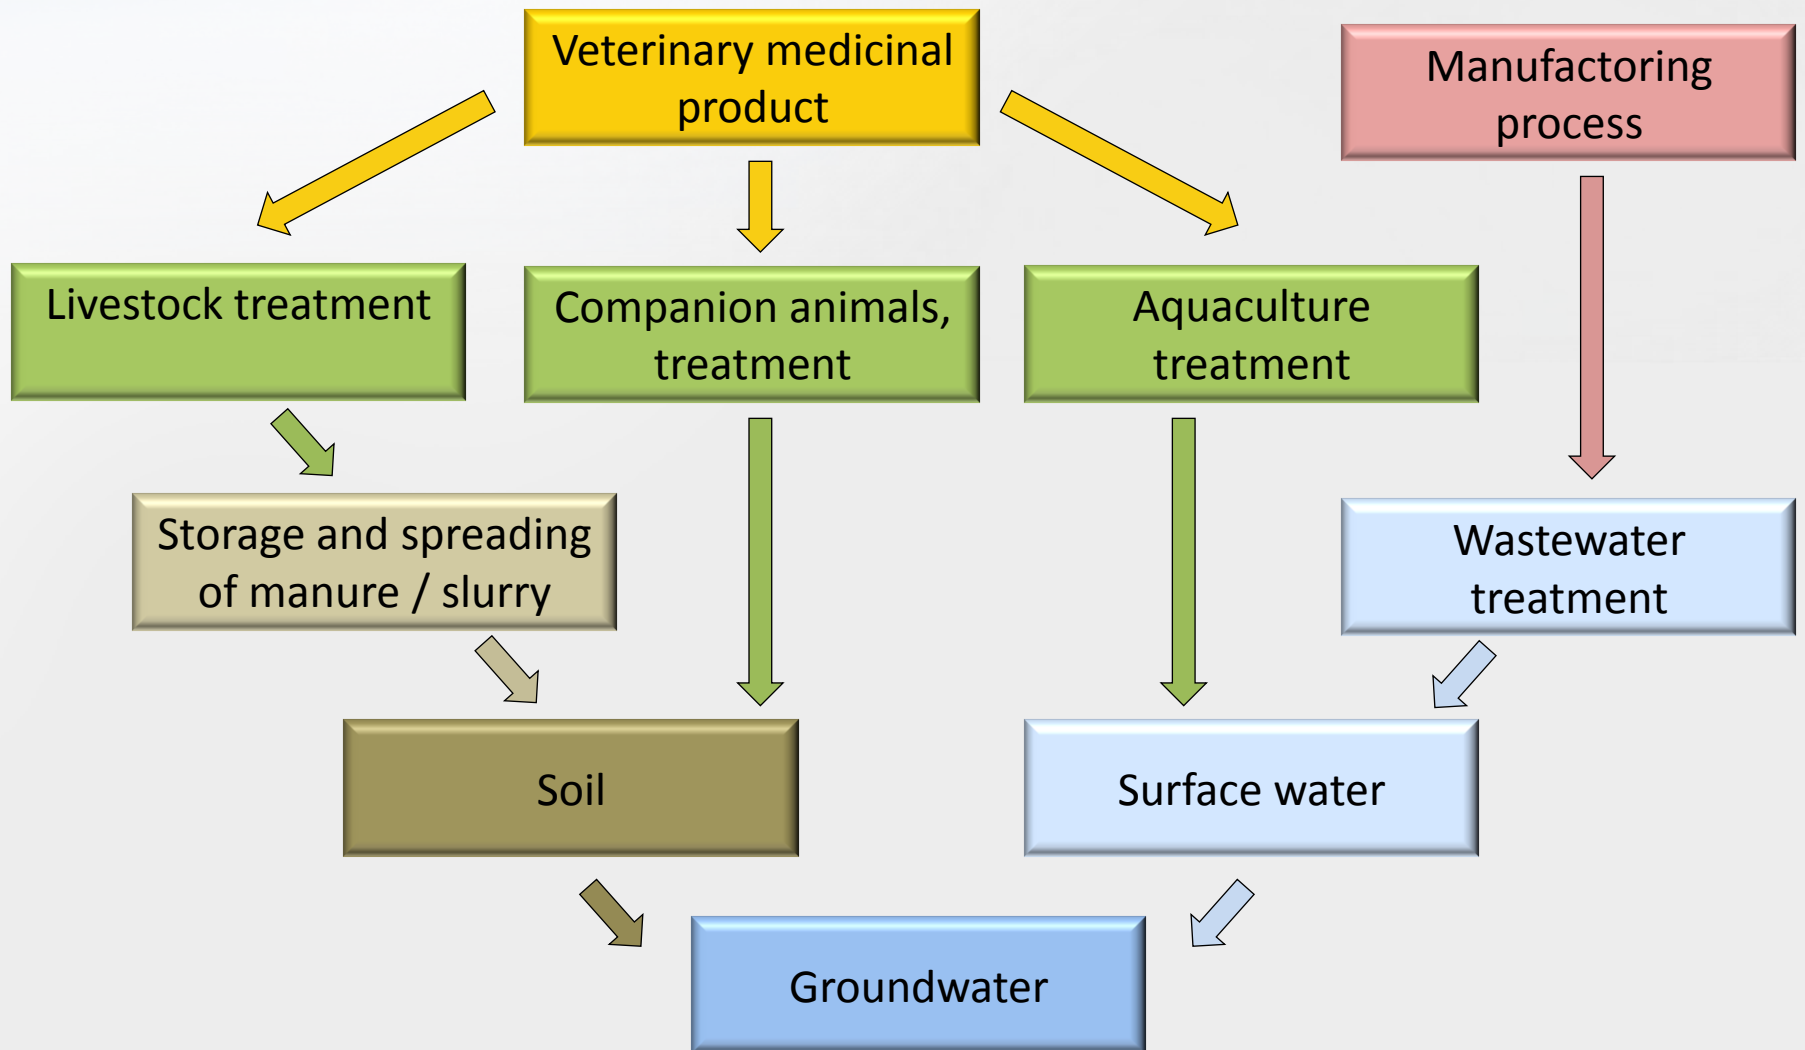 Veterinary medicinal
product
Manufactoring
process
Livestock treatment
Companion animals,
treatment
Aquaculture
treatment
Storage and spreading
of manure / slurry
Wastewater
treatment
Soil
Surface water
Groundwater